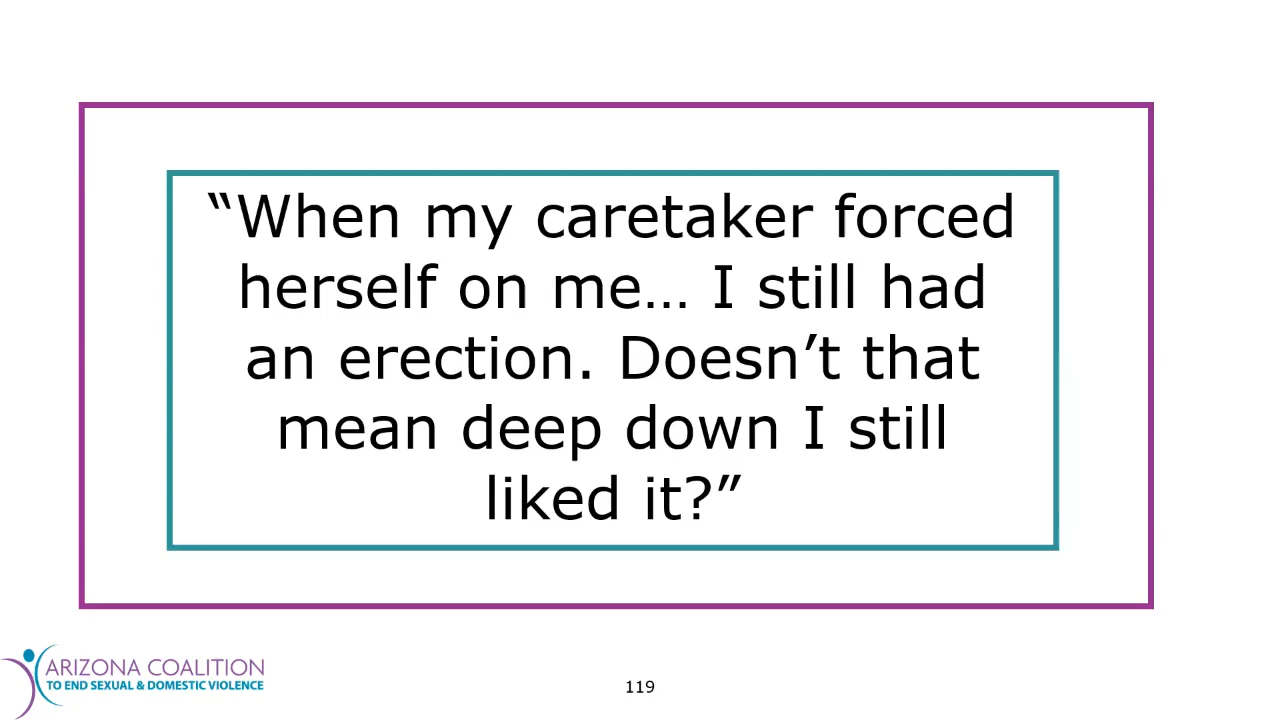 “When my caretaker forced
herself on me… I still had
an erection. Doesn’t that
mean deep down I still
liked it?”
ARIZONA COALITION
TO END SEXUAL & DOMESTIC VIOLENCE
119